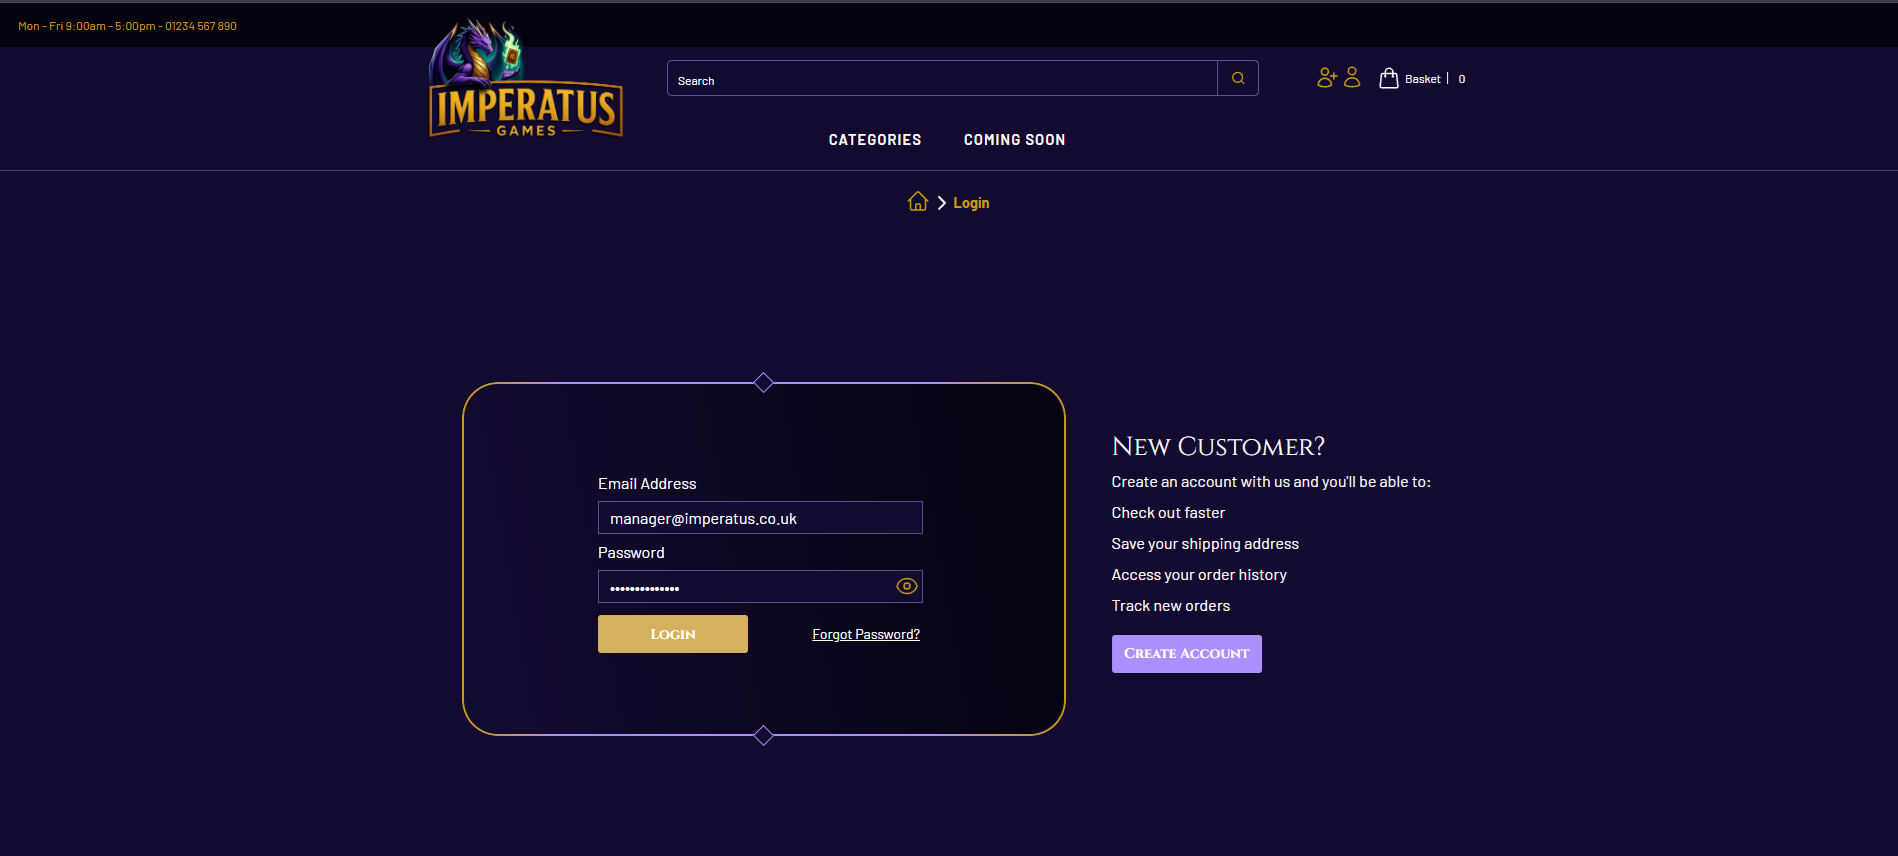 Mon - Fri 9:00am - 5:00pm - 01234 567 890
IMPERATUS
GAMES
Search
Basket | 0
CATEGORIES
COMING SOON
Login
Email Address
manager@imperatus.co.uk
Password
••••••••••••••
Login
Forgot Password?
New Customer?
Create an account with us and you'll be able to:
Check out faster
Save your shipping address
Access your order history
Track new orders
Create Account